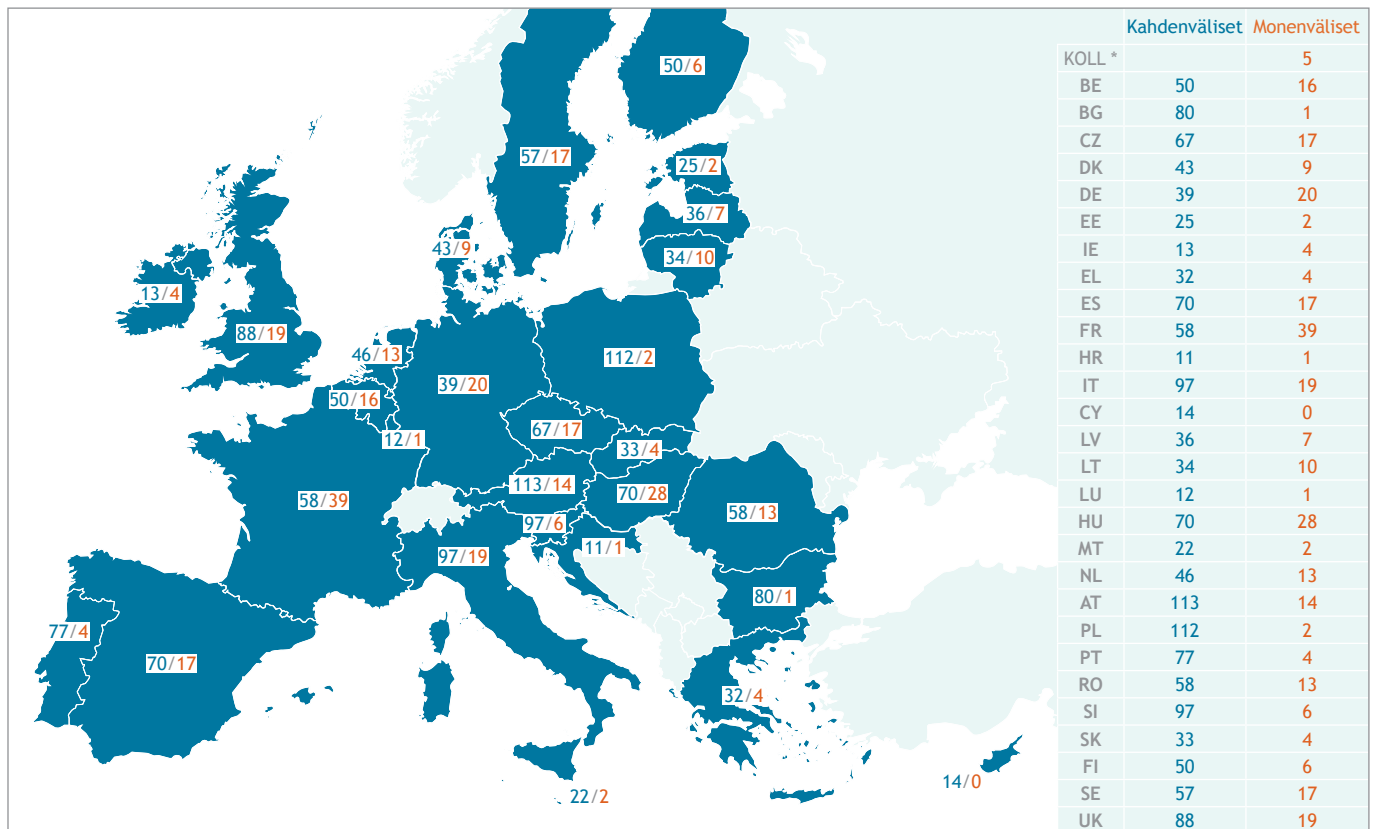 50/6
57/17
25/2
36/7
43/9
34/10
13/4
88/19
46/13
112/2
39/20
50/16
67/17
12/1
33/4
113/14
70/28
58/39
58/13
97/6
11/1
97/19
80/1
77/4
70/17
32/4
14/0
22/2
Kahdenväliset Monenväliset
KOLL * 5
BE 50 16
BG 80 1
CZ 67 17
DK 43 9
DE 39 20
EE 25 2
IE 13 4
EL 32 4
ES 70 17
FR 58 39
HR 11 1
IT 97 19
CY 14 0
LV 36 7
LT 34 10
LU 12 1
HU 70 28
MT 22 2
NL 46 13
AT 113 14
PL 112 2
PT 77 4
RO 58 13
SI 97 6
SK 33 4
FI 50 6
SE 57 17
UK 88 19